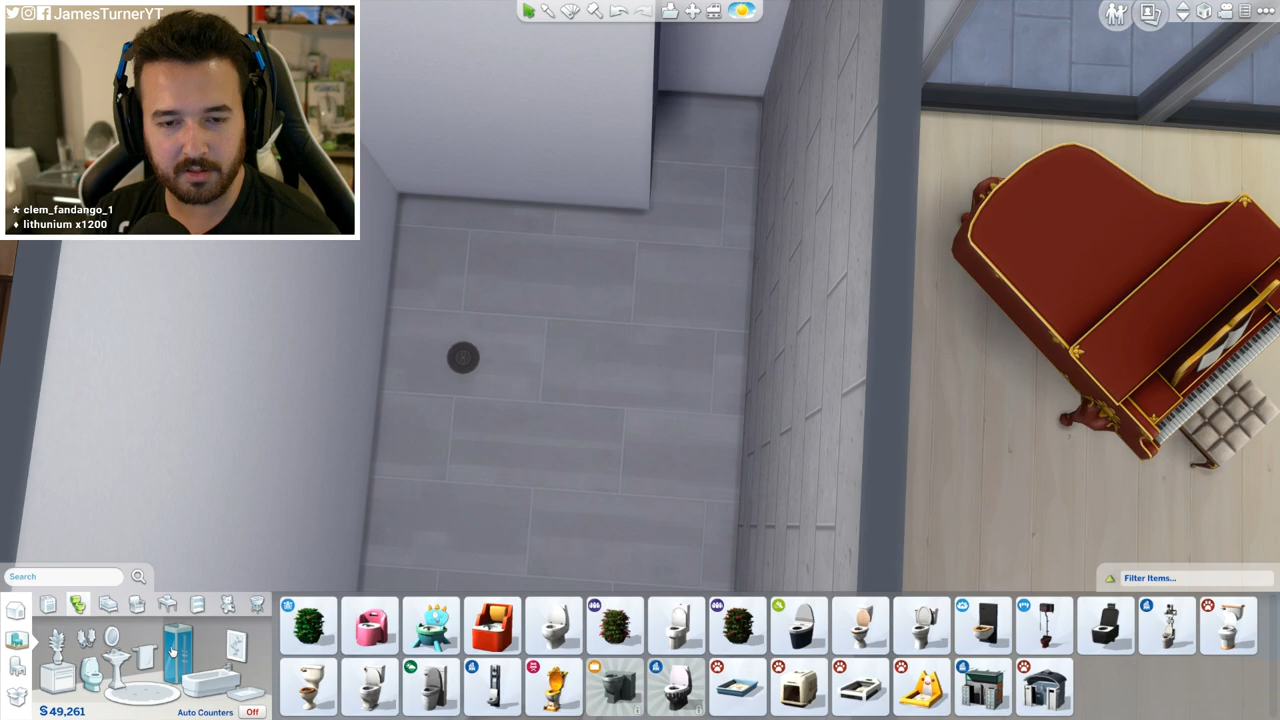 JamesTurnerYT
★ clem_fandango_1
♦ lithunium x1200
Search
Filter Items...
§49,261
Auto Counters Off